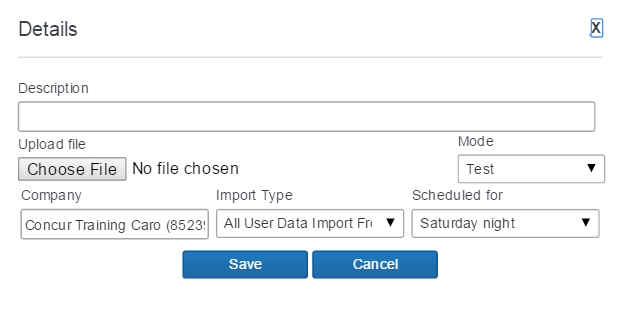 Details
X
Description
Upload file
Mode
Choose File No file chosen
Test
Company
Import Type
Scheduled for
Concur Training Caro (8523
All User Data Import
Saturday night
Save
Cancel